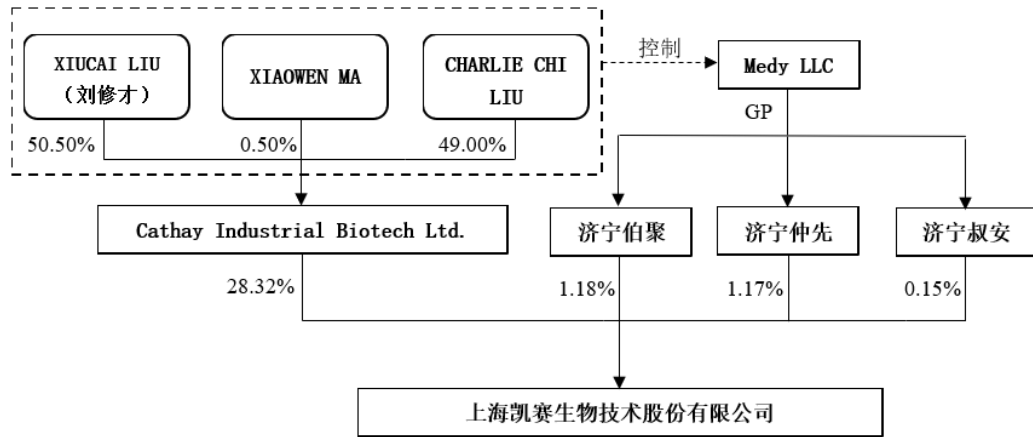 XIUCAI LIU
（刘修才）
XIAOWEN MA
CHARLIE CHI
LIU
控制
Medy LLC
GP
50.50%
0.50%
49.00%
Cathay Industrial Biotech Ltd.
济宁伯聚
济宁仲先
济宁叔安
28.32%
1.18%
1.17%
0.15%
上海凯赛生物技术股份有限公司